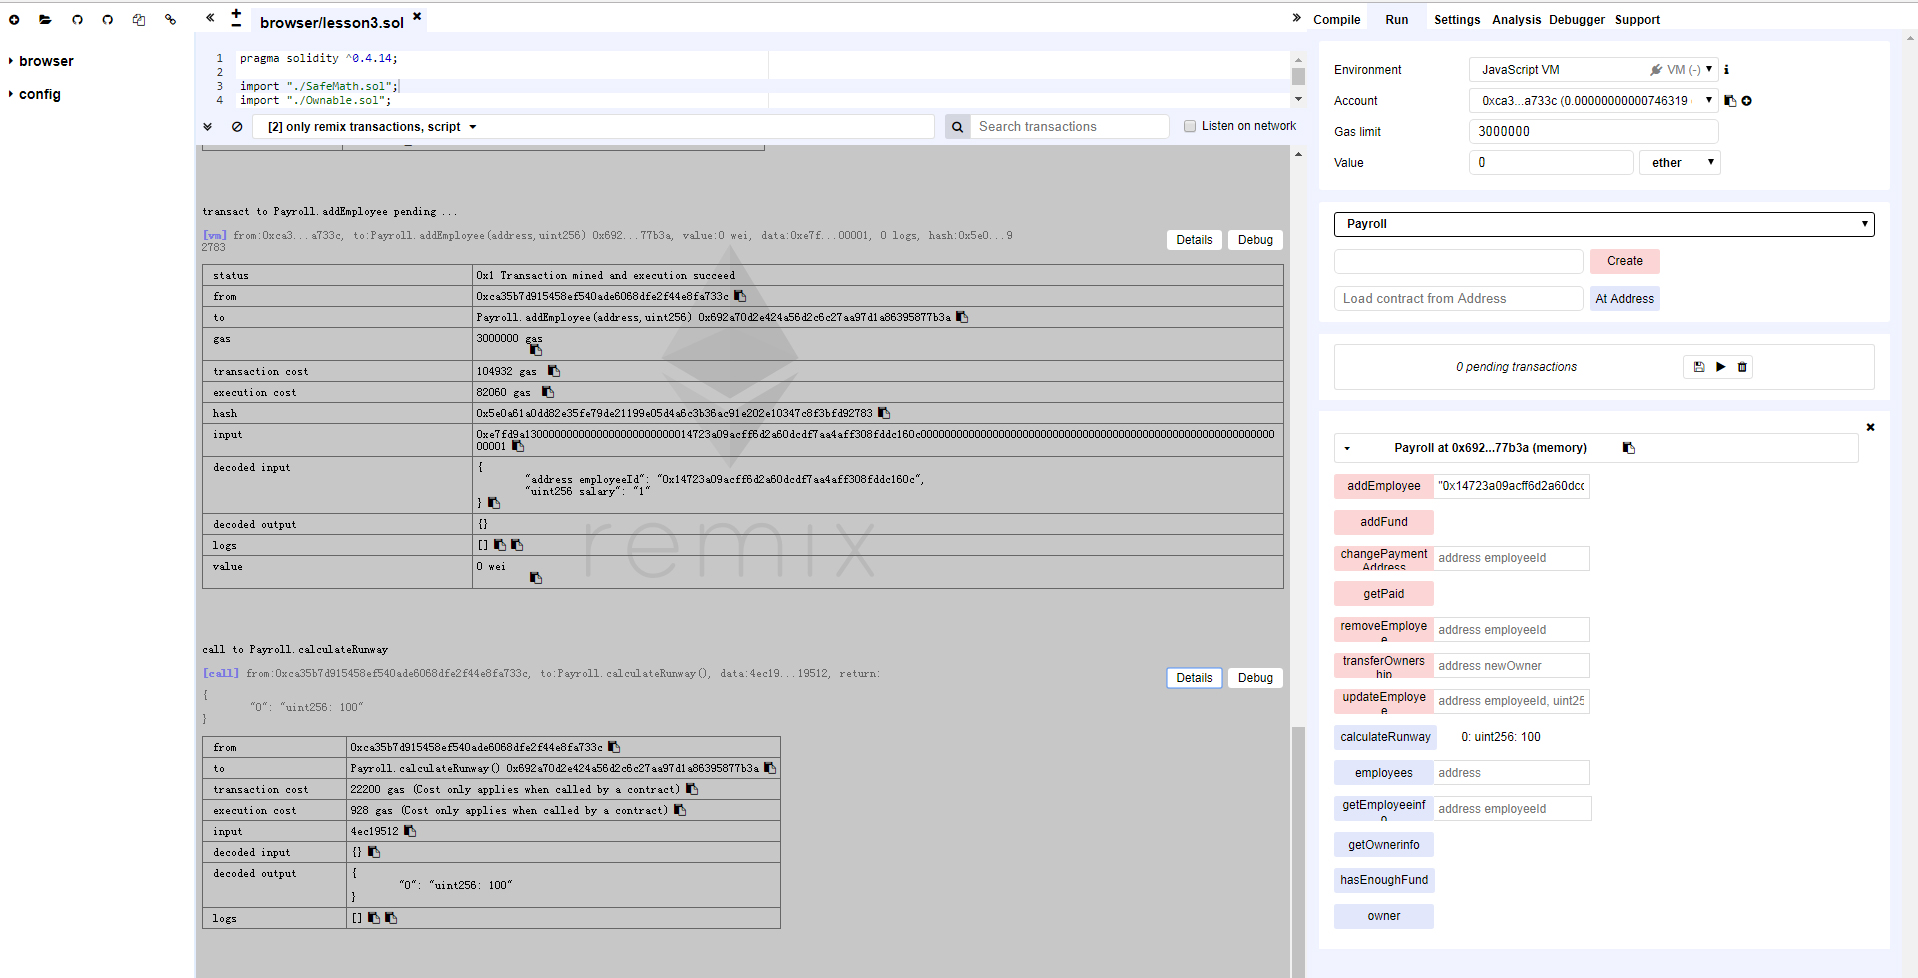 browser
config
browser/lesson3.sol
1 pragma solidity ^0.4.14;
2
3 import "./SafeMath.sol";
4 import "./Ownable.sol";
[2] only remix transactions, script
Search transactions
Listen on network
transact to Payroll.addEmployee pending ...
[vm] from:0xca3...a733c, to:Payroll.addEmployee(address,uint256) 0x692...77b3a, value:0 wei, data:0xe7f...00001, 0 logs, hash:0x5e0...9
2783
Details Debug
status 0x1 Transaction mined and execution succeed
from 0xca35b7d915458ef540ade6068dfe2f44e8fa733c
to Payroll.addEmployee(address,uint256) 0x692a70d2e424a56d2c6c27aa97d1a86395877b3a
gas 3000000 gas
transaction cost 104932 gas
execution cost 82060 gas
hash 0x5e0a61a0dd82e35fe79de21199e05d4a6c3b36ac91e202e10347c8f3bfd92783
input
00001
decoded input {
"address employeeId": "0x14723a09acff6d2a60dcdf7aa4aff308fddc160c",
"uint256 salary": "1"
}
decoded output {}
logs []
value 0 wei
remix
call to Payroll.calculateRunway
[call] from:0xca35b7d915458ef540ade6068dfe2f44e8fa733c, to:Payroll.calculateRunway(), data:4ec19...19512, return:
{
"0": "uint256: 100"
}
Details Debug
from 0xca35b7d915458ef540ade6068dfe2f44e8fa733c
to Payroll.calculateRunway() 0x692a70d2e424a56d2c6c27aa97d1a86395877b3a
transaction cost 22200 gas (Cost only applies when called by a contract)
execution cost 928 gas (Cost only applies when called by a contract)
input 4ec19512
decoded input {}
decoded output {
"0": "uint256: 100"
}
logs []
Compile Run Settings Analysis Debugger Support
Environment JavaScript VM VM (-)
Account 0xca3...a733c (0.00000000000746319
Gas limit 3000000
Value 0 ether
Payroll
Create
Load contract from Address At Address
0 pending transactions
Payroll at 0x692...77b3a (memory)
addEmployee "0x14723a09acff6d2a60dcc
addFund
changePayment
Address address employeeId
getPaid
removeEmploye
e address employeeId
transferOwners
hip address newOwner
updateEmploye
e address employeeId, uint25
calculateRunway 0: uint256: 100
employees address
getEmployeeinf
o address employeeId
getOwnerinfo
hasEnoughFund
owner